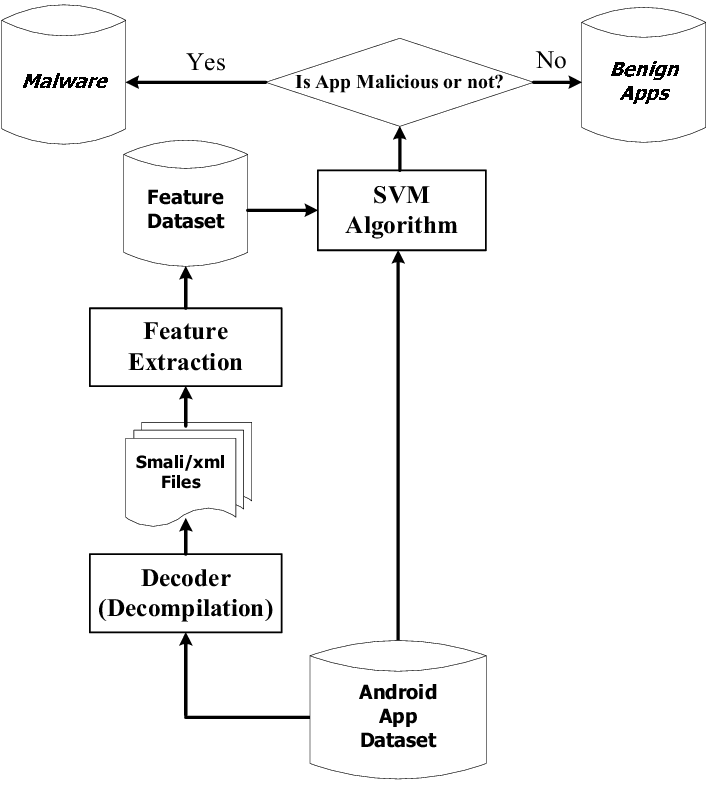 Yes
No
Malware
Is App Malicious or not?
Benign
Apps
Feature
Dataset
SVM
Algorithm
Feature
Extraction
Smali/xml
Files
Decoder
(Decompilation)
Android
App
Dataset